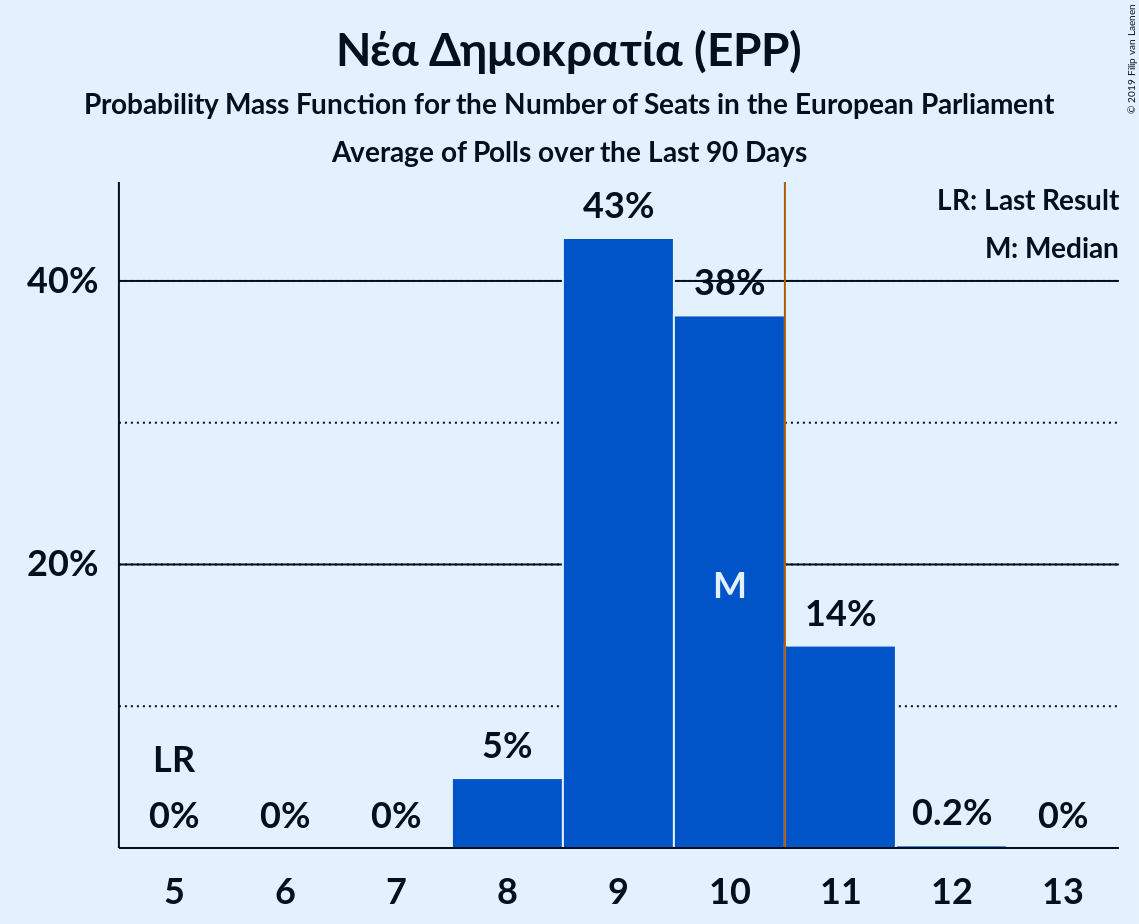 Νέα Δημοκρατία (EPP)
Probability Mass Function for the Number of Seats in the European Parliament
Average of Polls over the Last 90 Days
© 2019 Filip van Laenen
LR: Last Result
M: Median
43%
40%
38%
20%
M
14%
LR
5%
0%
0%
0%
0.2%
0%
5 6 7 8 9 10 11 12 13